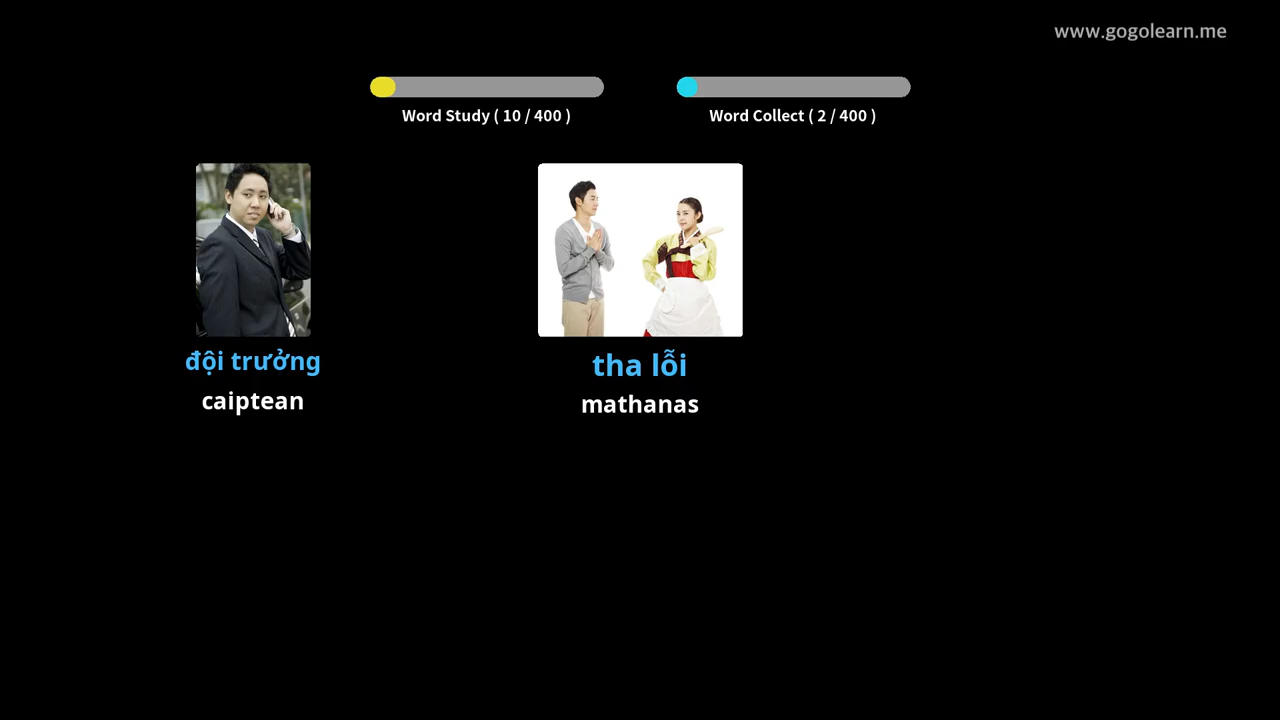 www.gogolearn.me
Word Study ( 10 / 400 )
Word Collect ( 2 / 400 )
đội trưởng
caiptean
tha lỗi
mathanas